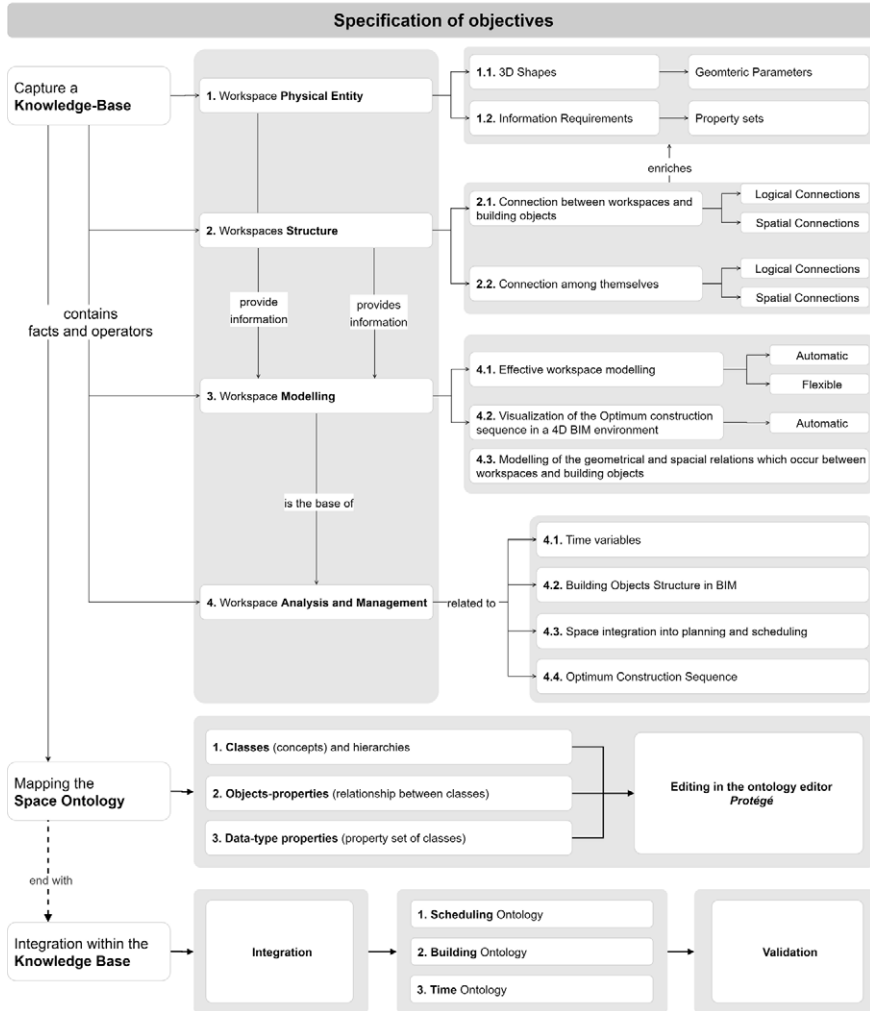 Specification of objectives
Capture a
Knowledge-Base
1. Workspace Physical Entity
1.1. 3D Shapes
Geomteric Parameters
1.2. Information Requirements
Property sets
enriches
2. Workspaces Structure
2.1. Connection between workspaces and
building objects
Logical Connections
Spatial Connections
2.2. Connection among themselves
Logical Connections
Spatial Connections
contains
facts and operators
provide
information
provides
information
3. Workspace Modelling
4.1. Effective workspace modelling
Automatic
Flexible
4.2. Visualization of the Optimum construction
sequence in a 4D BIM environment
Automatic
4.3. Modelling of the geometrical and spacial relations which occur between
workspaces and building objects
is the base of
4. Workspace Analysis and Management
related to
4.1. Time variables
4.2. Building Objects Structure in BIM
4.3. Space integration into planning and scheduling
4.4. Optimum Construction Sequence
Mapping the
Space Ontology
1. Classes (concepts) and hierarchies
2. Objects-properties (relationship between classes)
3. Data-type properties (property set of classes)
Editing in the ontology editor
Protégé
end with
Integration within the
Knowledge Base
Integration
1. Scheduling Ontology
2. Building Ontology
3. Time Ontology
Validation